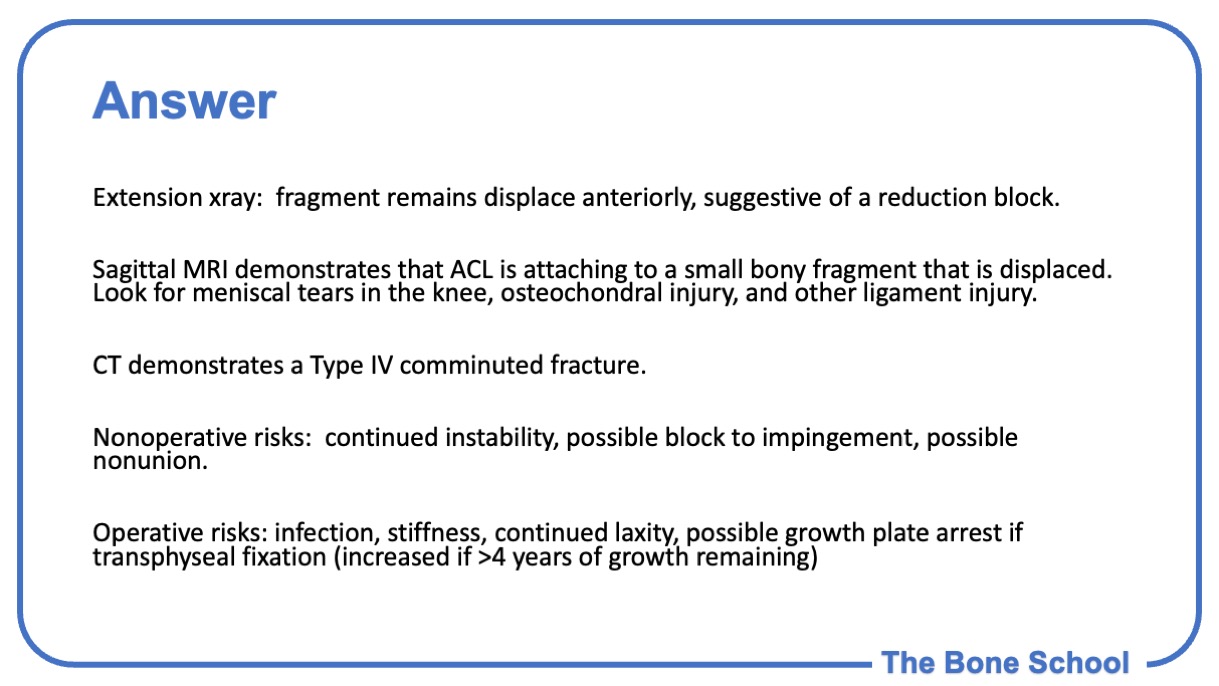 Answer
Extension xray:  fragment remains displace anteriorly, suggestive of a reduction block.
Sagittal MRI demonstrates that ACL is attaching to a small bony fragment that is displaced.
Look for meniscal tears in the knee, osteochondral injury, and other ligament injury.
CT demonstrates a Type IV comminuted fracture.
Nonoperative risks:  continued instability, possible block to impingement, possible
nonunion.
Operative risks: infection, stiffness, continued laxity, possible growth plate arrest if
transphyseal fixation (increased if >4 years of growth remaining)
The Bone School